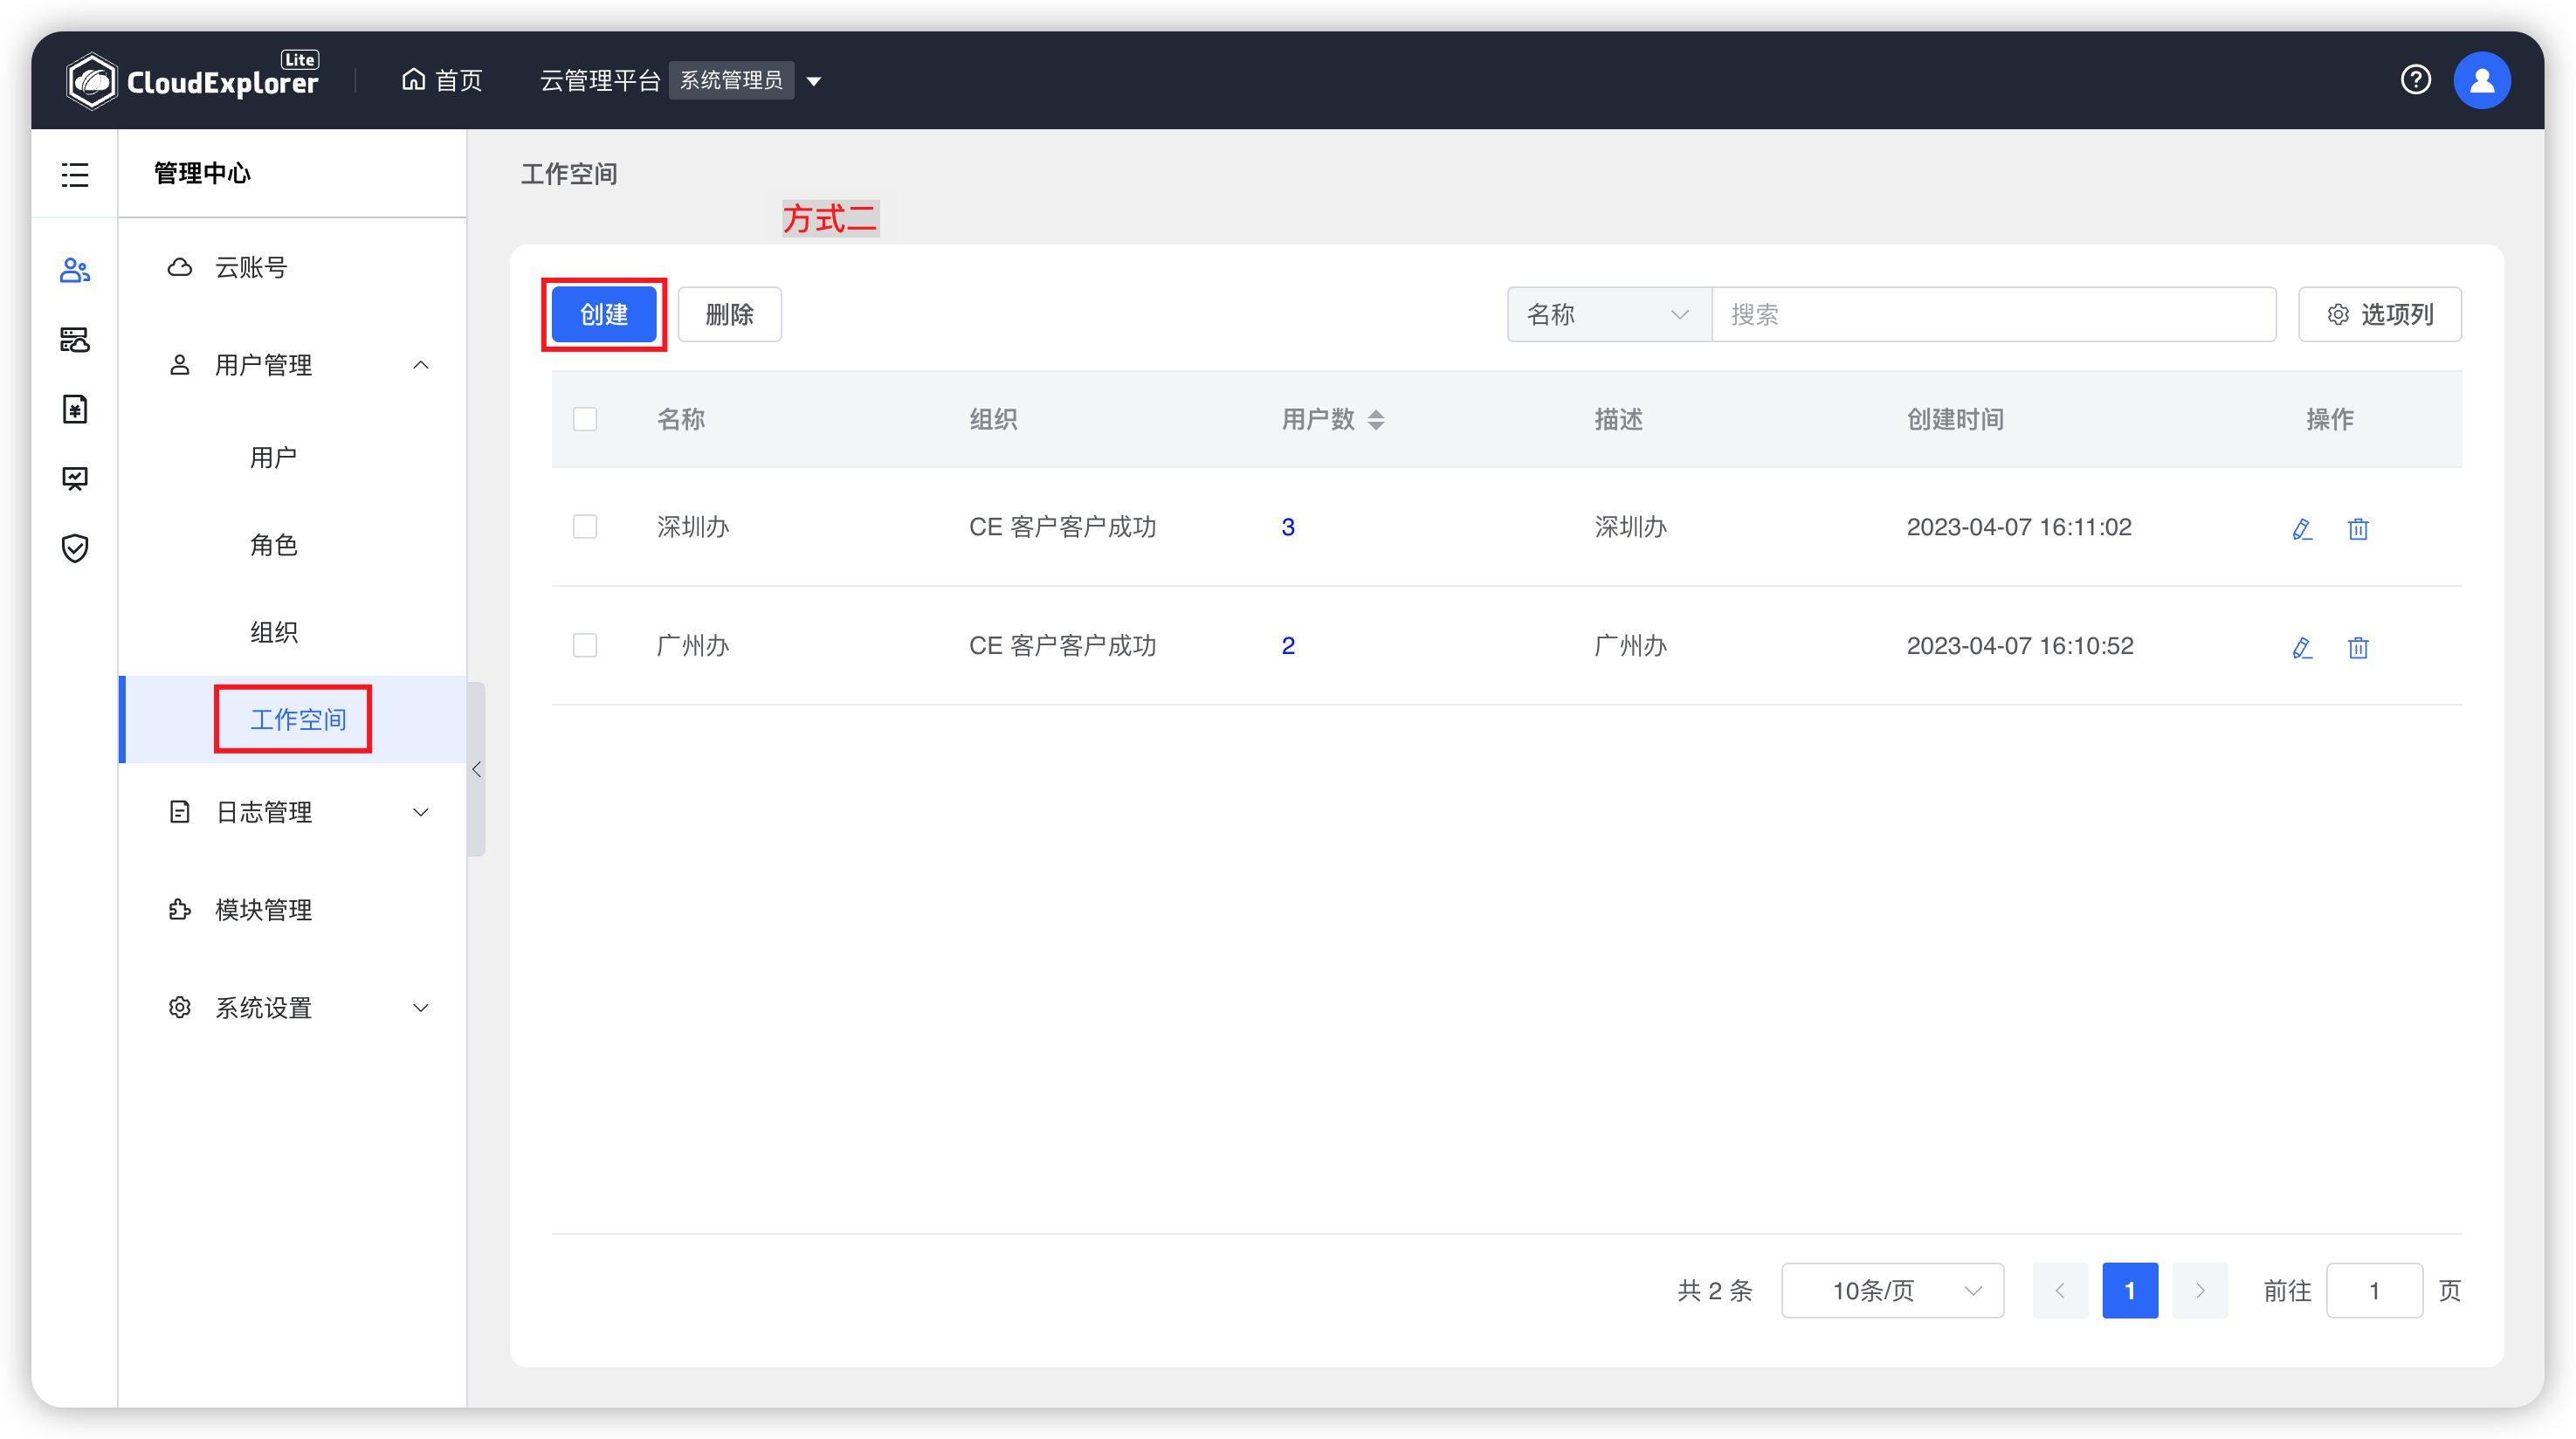 CloudExplorer Lite
首页
云管理平台 系统管理员
管理中心
云账号
用户管理
用户
角色
组织
工作空间
日志管理
模块管理
系统设置
工作空间
方式二
创建 删除 名称 搜索 选项列
名称 组织 用户数 描述 创建时间 操作
深圳办 CE 客户客户成功 3 深圳办 2023-04-07 16:11:02
广州办 CE 客户客户成功 2 广州办 2023-04-07 16:10:52
共 2 条 10条/页 1 前往 1 页